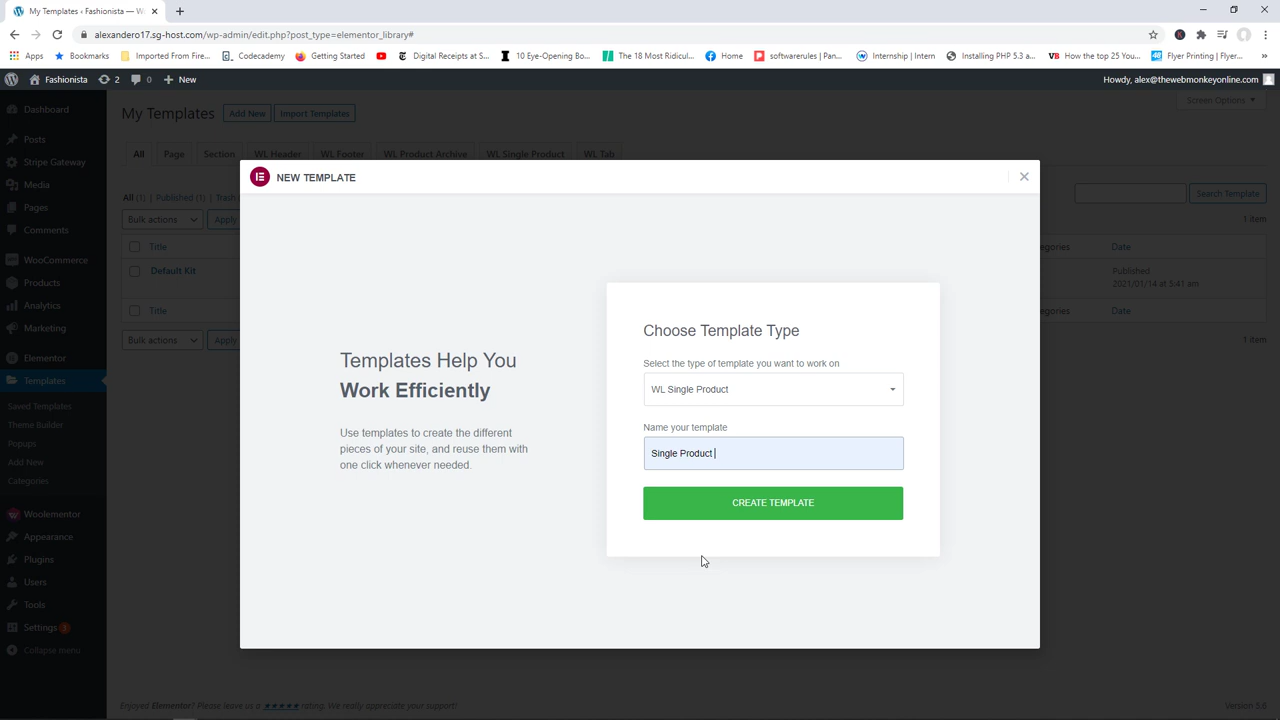 My Templates ‹ Fashionista — Wo
alexandero17.sg-host.com/wp-admin/edit.php?post_type=elementor_library#
Apps
Bookmarks
Imported From Fire...
Codecademy
Getting Started
Digital Receipts at S...
10 Eye-Opening Bo...
The 18 Most Ridicul...
Home
softwarerules – Pan...
Internship | Intern
Installing PHP 5.3 a...
How the top 25 You...
Flyer Printing | Flyer...
Fashionista
2
0
New
Howdy, alex@thewebmonkeyonline.com
Dashboard
Posts
Stripe Gateway
Media
Pages
Comments
WooCommerce
Products
Analytics
Marketing
Elementor
Templates
Saved Templates
Theme Builder
Popups
Add New
Categories
Woolementor
Appearance
Plugins
Users
Tools
Settings 3
Collapse menu
My Templates
Add New
Import Templates
Screen Options
All
Page
Section
WL Header
WL Footer
WL Product Archive
WL Single Product
WL Tab
All (1) | Published (1) | Trash
Search Template
Bulk actions
Apply
1 item
Title
egories
Date
Default Kit
Published
2021/01/14 at 5:41 am
Title
egories
Date
Bulk actions
Apply
1 item
NEW TEMPLATE
Templates Help You
Work Efficiently
Use templates to create the different
pieces of your site, and reuse them with
one click whenever needed.
Choose Template Type
Select the type of template you want to work on
WL Single Product
Name your template
Single Product
CREATE TEMPLATE
Enjoyed Elementor? Please leave us a ★★★★★ rating. We really appreciate your support!
Version 5.6